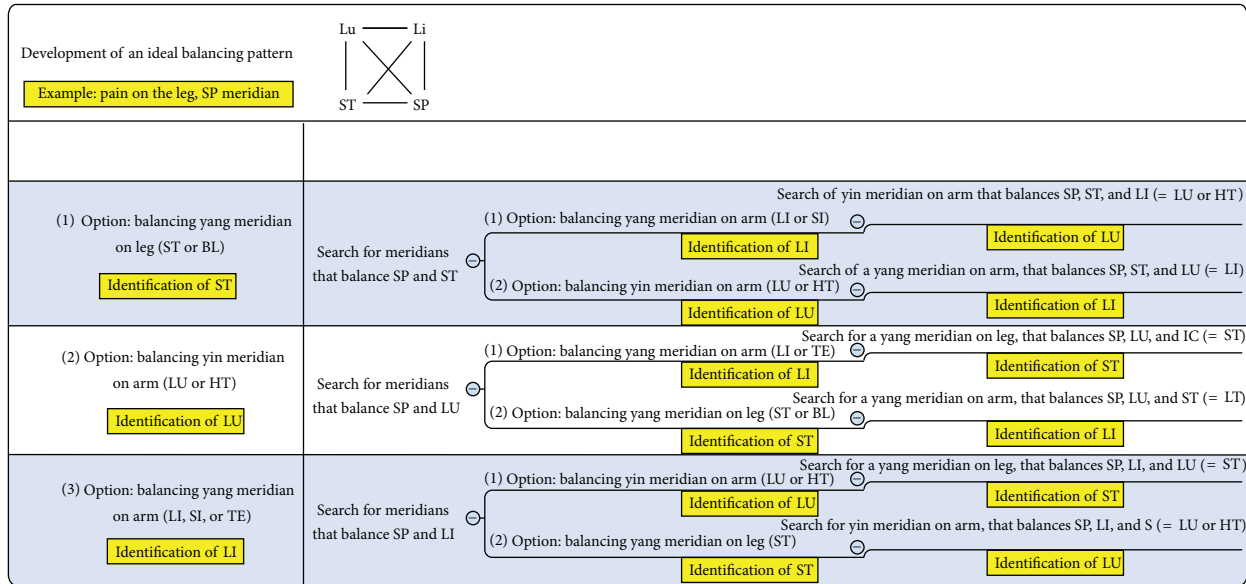 Development of an ideal balancing pattern
Example: pain on the leg, SP meridian
Lu Li
ST SP
(1) Option: balancing yang meridian
on leg (ST or BL)
Identification of ST
Search for meridians
that balance SP and ST
(1) Option: balancing yang meridian on arm (LI or SI)
Identification of LI
Search of yin meridian on arm that balances SP, ST, and LI (= LU or HT)
Identification of LU
(2) Option: balancing yin meridian on arm (LU or HT)
Identification of LU
Search of a yang meridian on arm, that balances SP, ST, and LU (= LI)
Identification of LI
(2) Option: balancing yin meridian
on arm (LU or HT)
Identification of LU
Search for meridians
that balance SP and LU
(1) Option: balancing yang meridian on arm (LI or TE)
Identification of LI
Search for a yang meridian on leg, that balances SP, LU, and IC (= ST)
Identification of ST
(2) Option: balancing yang meridian on leg (ST or BL)
Identification of ST
Search for a yang meridian on arm, that balances SP, LU, and ST (= LT)
Identification of LI
(3) Option: balancing yang meridian
on arm (LI, SI, or TE)
Identification of LI
Search for meridians
that balance SP and LI
(1) Option: balancing yin meridian on arm (LU or HT)
Identification of LU
Search for a yang meridian on leg, that balances SP, LI, and LU (= ST)
Identification of ST
(2) Option: balancing yang meridian on leg (ST)
Identification of ST
Search for yin meridian on arm, that balances SP, LI, and S (= LU or HT)
Identification of LU